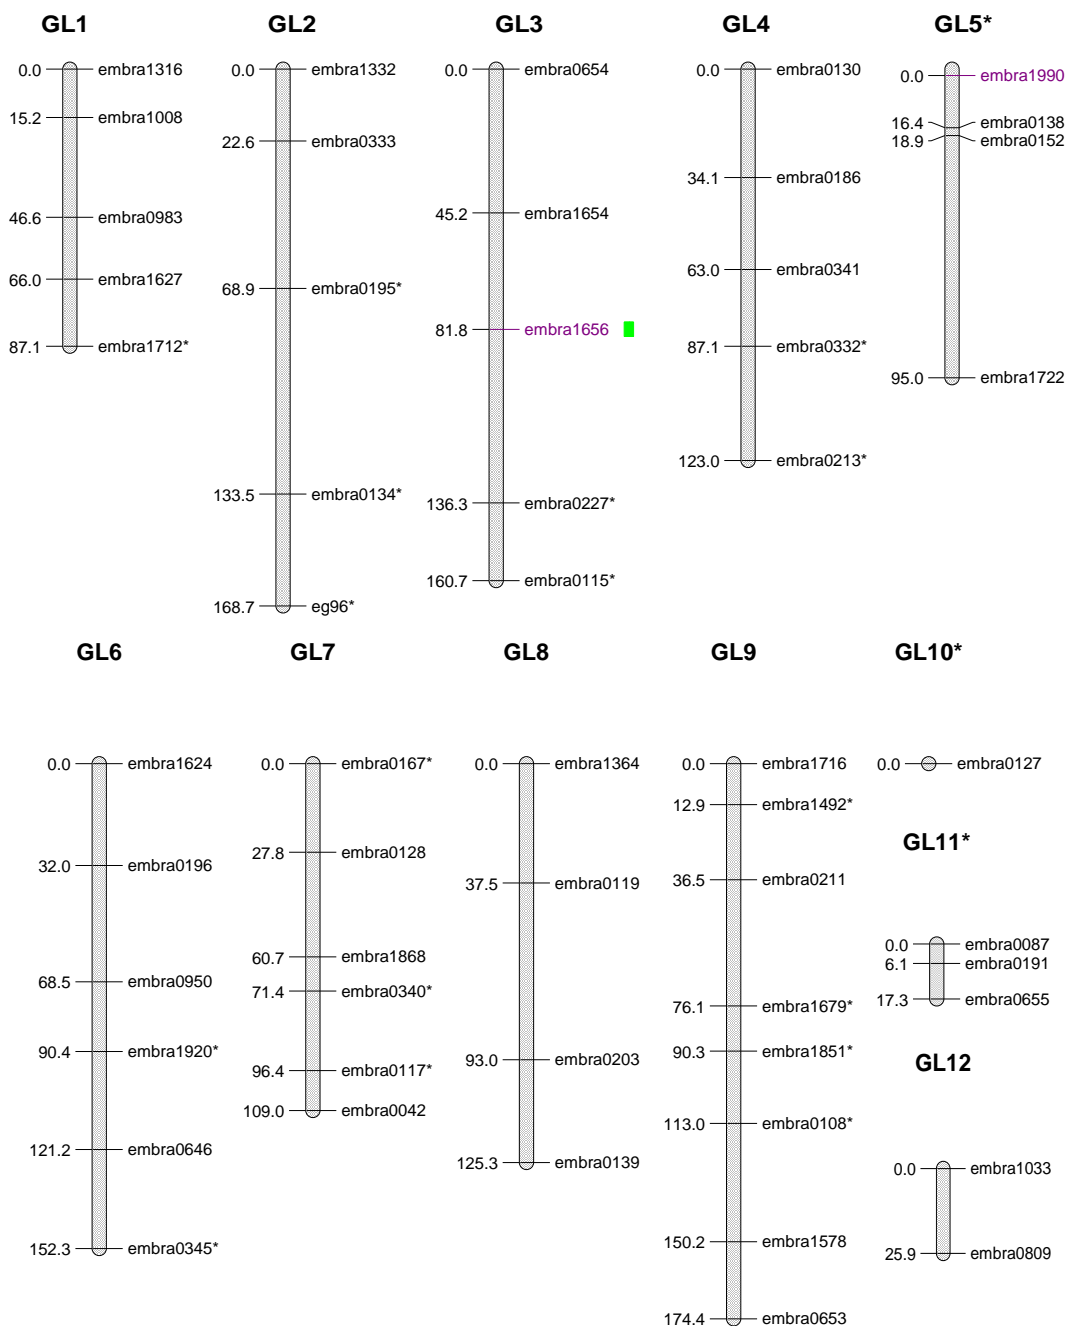 GL1
0.0 embra1316
15.2 embra1008
46.6 embra0983
66.0 embra1627
87.1 embra1712*
GL2
0.0 embra1332
22.6 embra0333
68.9 embra0195*
133.5 embra0134*
168.7 eg96*
GL3
0.0 embra0654
45.2 embra1654
81.8 embra1656
136.3 embra0227*
160.7 embra0115*
GL4
0.0 embra0130
34.1 embra0186
63.0 embra0341
87.1 embra0332*
123.0 embra0213*
GL5*
0.0 embra1990
16.4 embra0138
18.9 embra0152
95.0 embra1722
GL6
0.0 embra1624
32.0 embra0196
68.5 embra0950
90.4 embra1920*
121.2 embra0646
152.3 embra0345*
GL7
0.0 embra0167*
27.8 embra0128
60.7 embra1868
71.4 embra0340*
96.4 embra0117*
109.0 embra0042
GL8
0.0 embra1364
37.5 embra0119
93.0 embra0203
125.3 embra0139
GL9
0.0 embra1716
12.9 embra1492*
36.5 embra0211
76.1 embra1679*
90.3 embra1851*
113.0 embra0108*
150.2 embra1578
174.4 embra0653
GL10*
0.0 embra0127
GL11*
0.0 embra0087
6.1 embra0191
17.3 embra0655
GL12
0.0 embra1033
25.9 embra0809